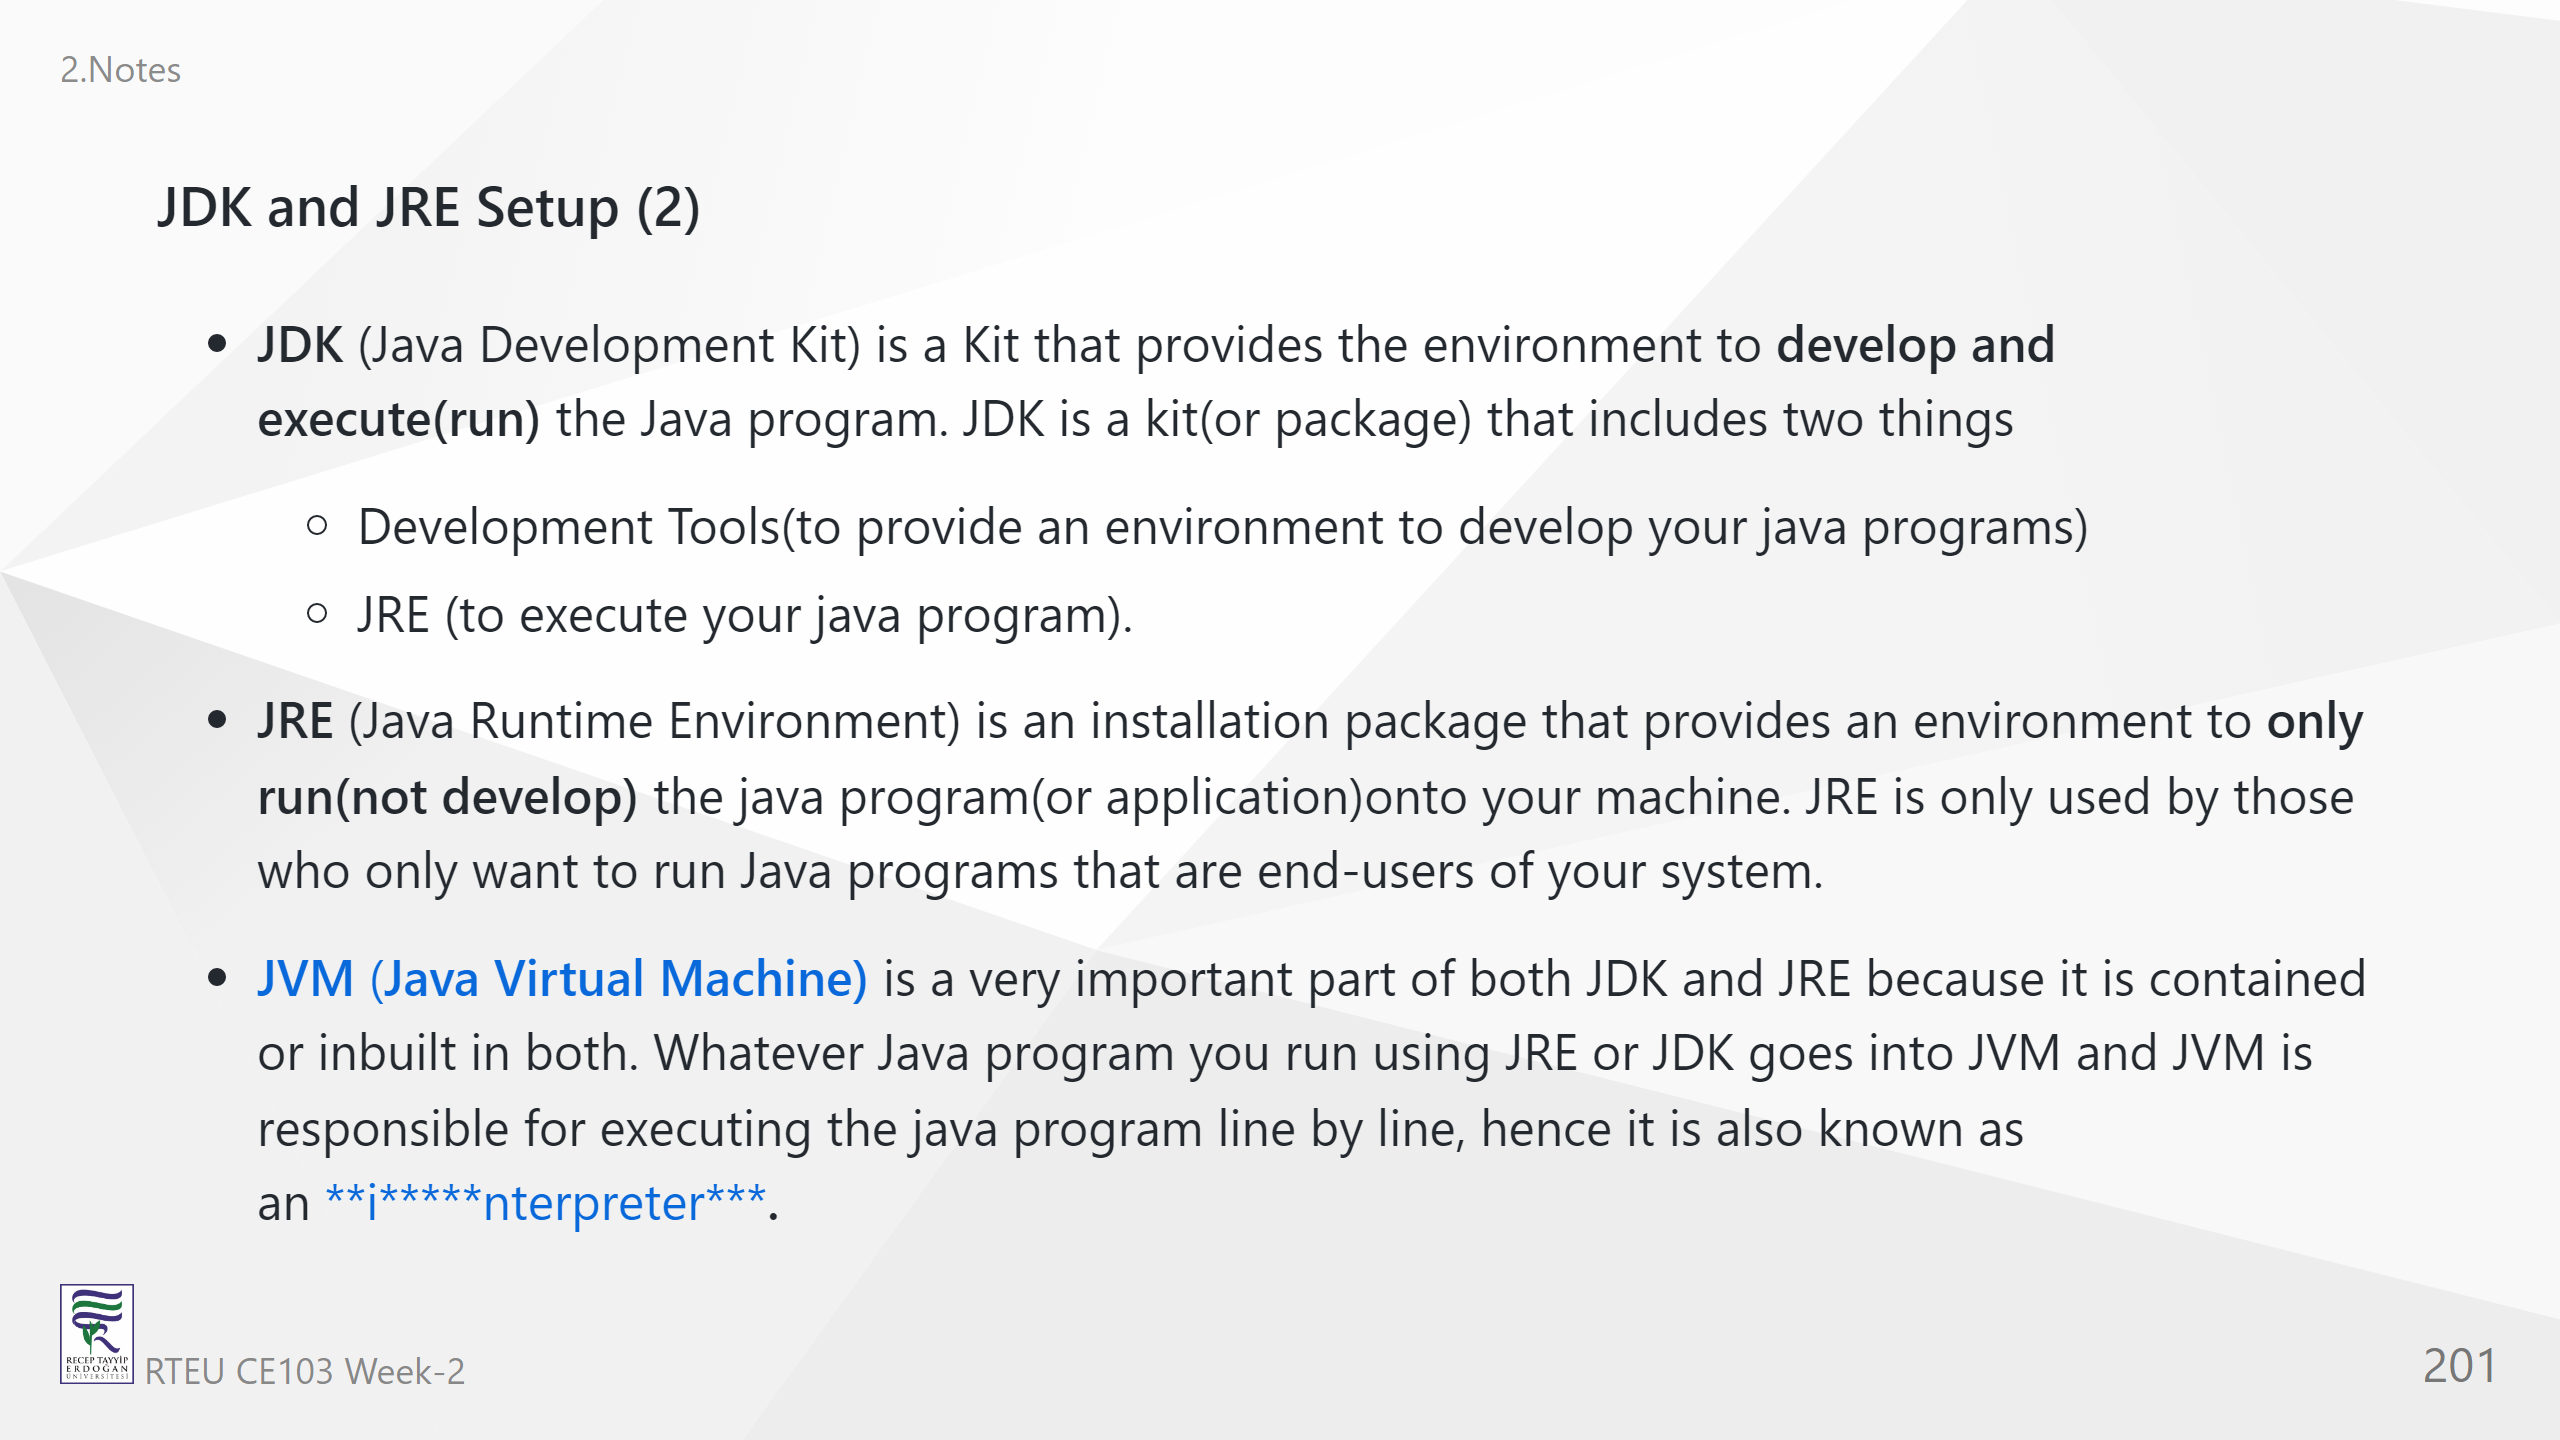 2.Notes
JDK and JRE Setup (2)
JDK (Java Development Kit) is a Kit that provides the environment to develop and
execute(run) the Java program. JDK is a kit(or package) that includes two things
Development Tools(to provide an environment to develop your java programs)
JRE (to execute your java program).
JRE (Java Runtime Environment) is an installation package that provides an environment to only
run(not develop) the java program(or application)onto your machine. JRE is only used by those
who only want to run Java programs that are end-users of your system.
JVM (Java Virtual Machine) is a very important part of both JDK and JRE because it is contained
or inbuilt in both. Whatever Java program you run using JRE or JDK goes into JVM and JVM is
responsible for executing the java program line by line, hence it is also known as
an **i*****nterpreter***.
RECEP TAYYİP
ERDOĞAN
ÜNİVERSİTESİ
RTEU CE103 Week-2
201